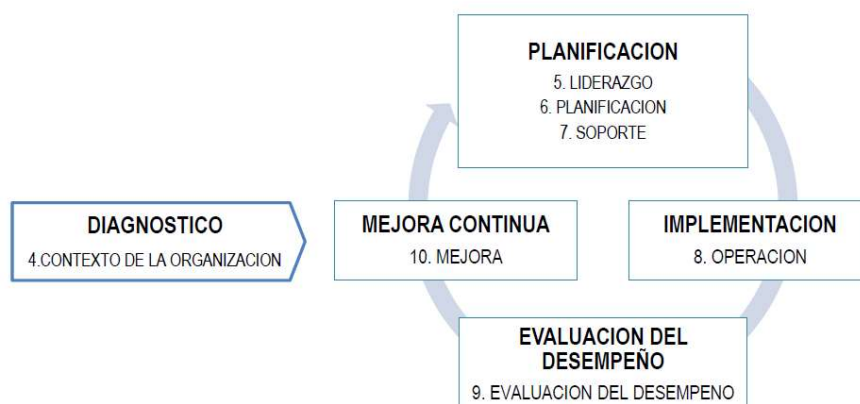 PLANIFICACION
5. LIDERAZGO
6. PLANIFICACION
7. SOPORTE
DIAGNOSTICO
4.CONTEXTO DE LA ORGANIZACION
MEJORA CONTINUA
10. MEJORA
IMPLEMENTACION
8. OPERACION
EVALUACION DEL
DESEMPEÑO
9. EVALUACION DEL DESEMPENO